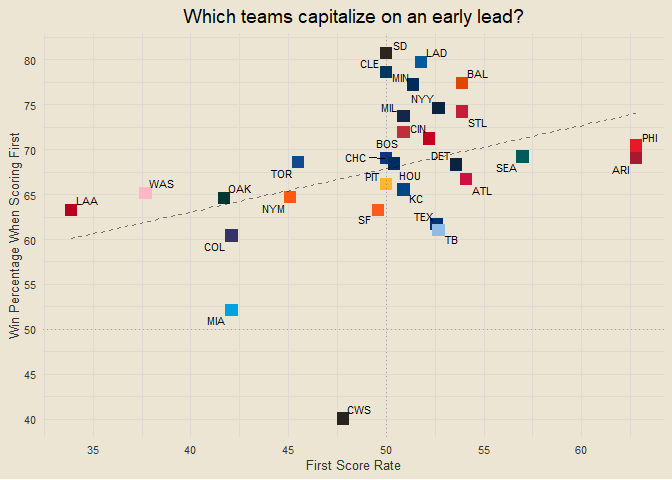 Which teams capitalize on an early lead?
Win Percentage When Scoring First
80
75
70
65
60
55
50
45
40
SD
LAD
CLE
MIN
BAL
NYY
MIL
STL
CIN
BOS
PHI
CHC
DET
TOR
SEA
ARI
PIT
HOU
ATL
WAS
OAK
KC
LAA
NYM
SF
TEX
TB
COL
MIA
CWS
35
40
45
50
55
60
First Score Rate